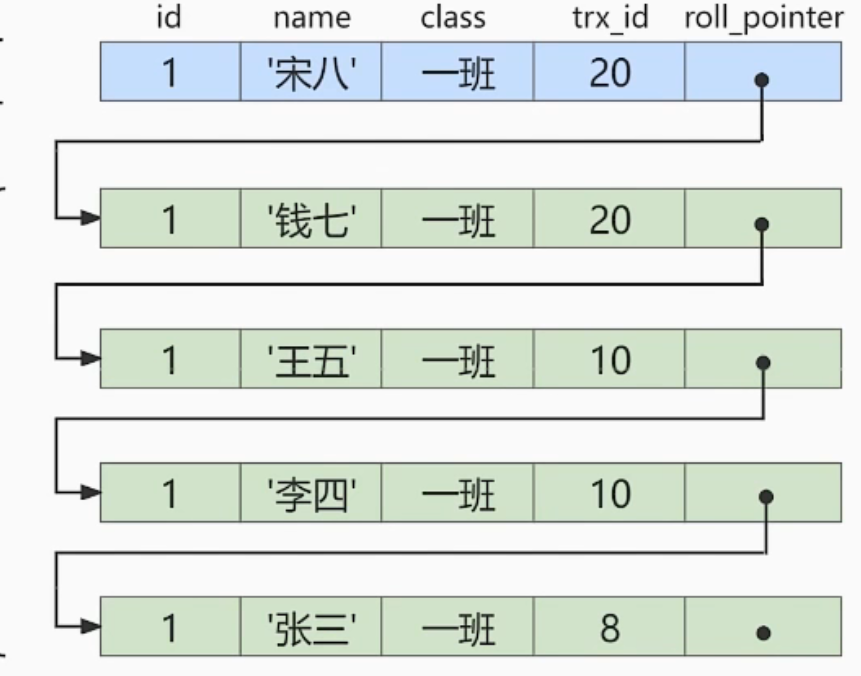 id name class trx_id roll_pointer
1 '宋八' 一班 20
1 '钱七' 一班 20
1 '王五' 一班 10
1 '李四' 一班 10
1 '张三' 一班 8